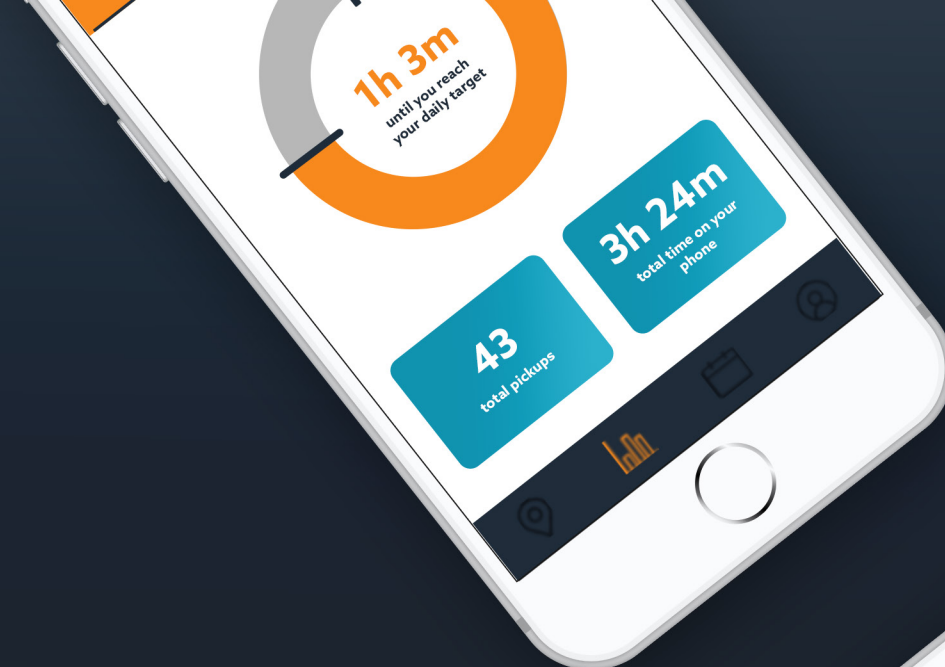 1h 3m
until you reach
your daily target
43
total pickups
3h 24m
total time on your
phone